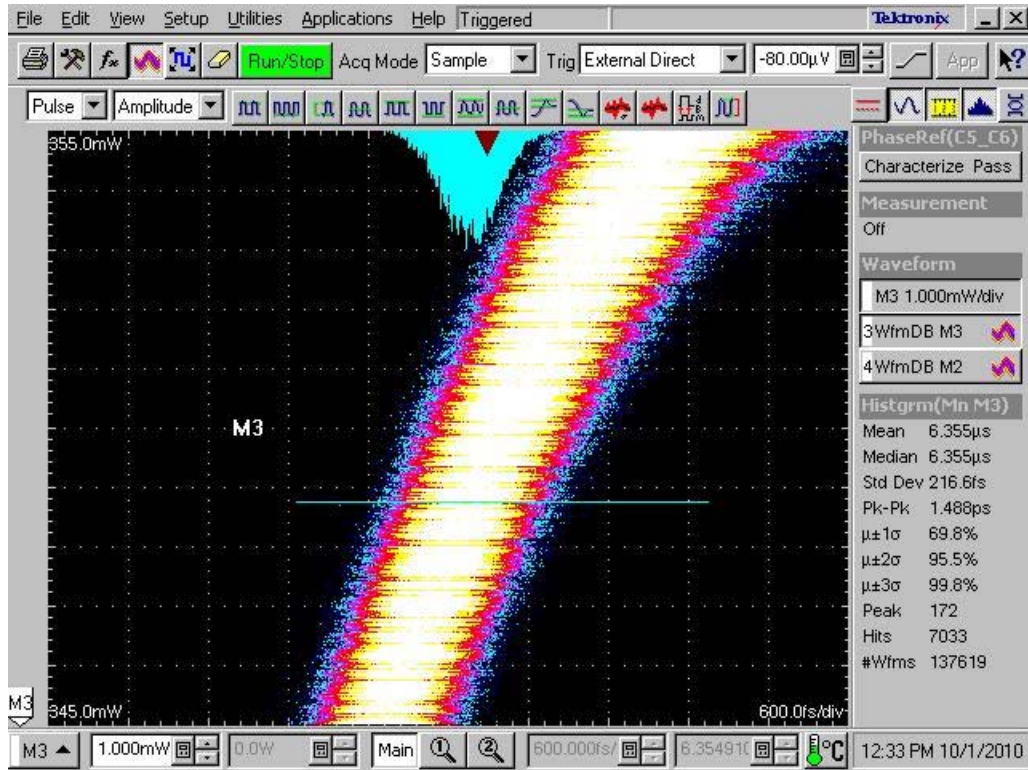 File Edit View Setup Utilities Applications Help Triggered Tektronix
Run/Stop Acq Mode Sample Trig External Direct -80.00µV App
Pulse Amplitude
355.0mW
PhaseRef(C5_C6)
Characterize Pass
Measurement
Off
Waveform
M3 1.000mW/div
3 WfmDB M3
4 WfmDB M2
Histgrm(Mn M3)
Mean 6.355µs
Median 6.355µs
Std Dev 216.6fs
Pk-Pk 1.488ps
µ±1σ 69.8%
µ±2σ 95.5%
µ±3σ 99.8%
Peak 172
Hits 7033
#Wfms 137619
M3
M3
345.0mW 600.0fs/div
M3 1.000mW 0.0W Main 1 2 600.000fs/ 6.35491 °C 12:33 PM 10/1/2010